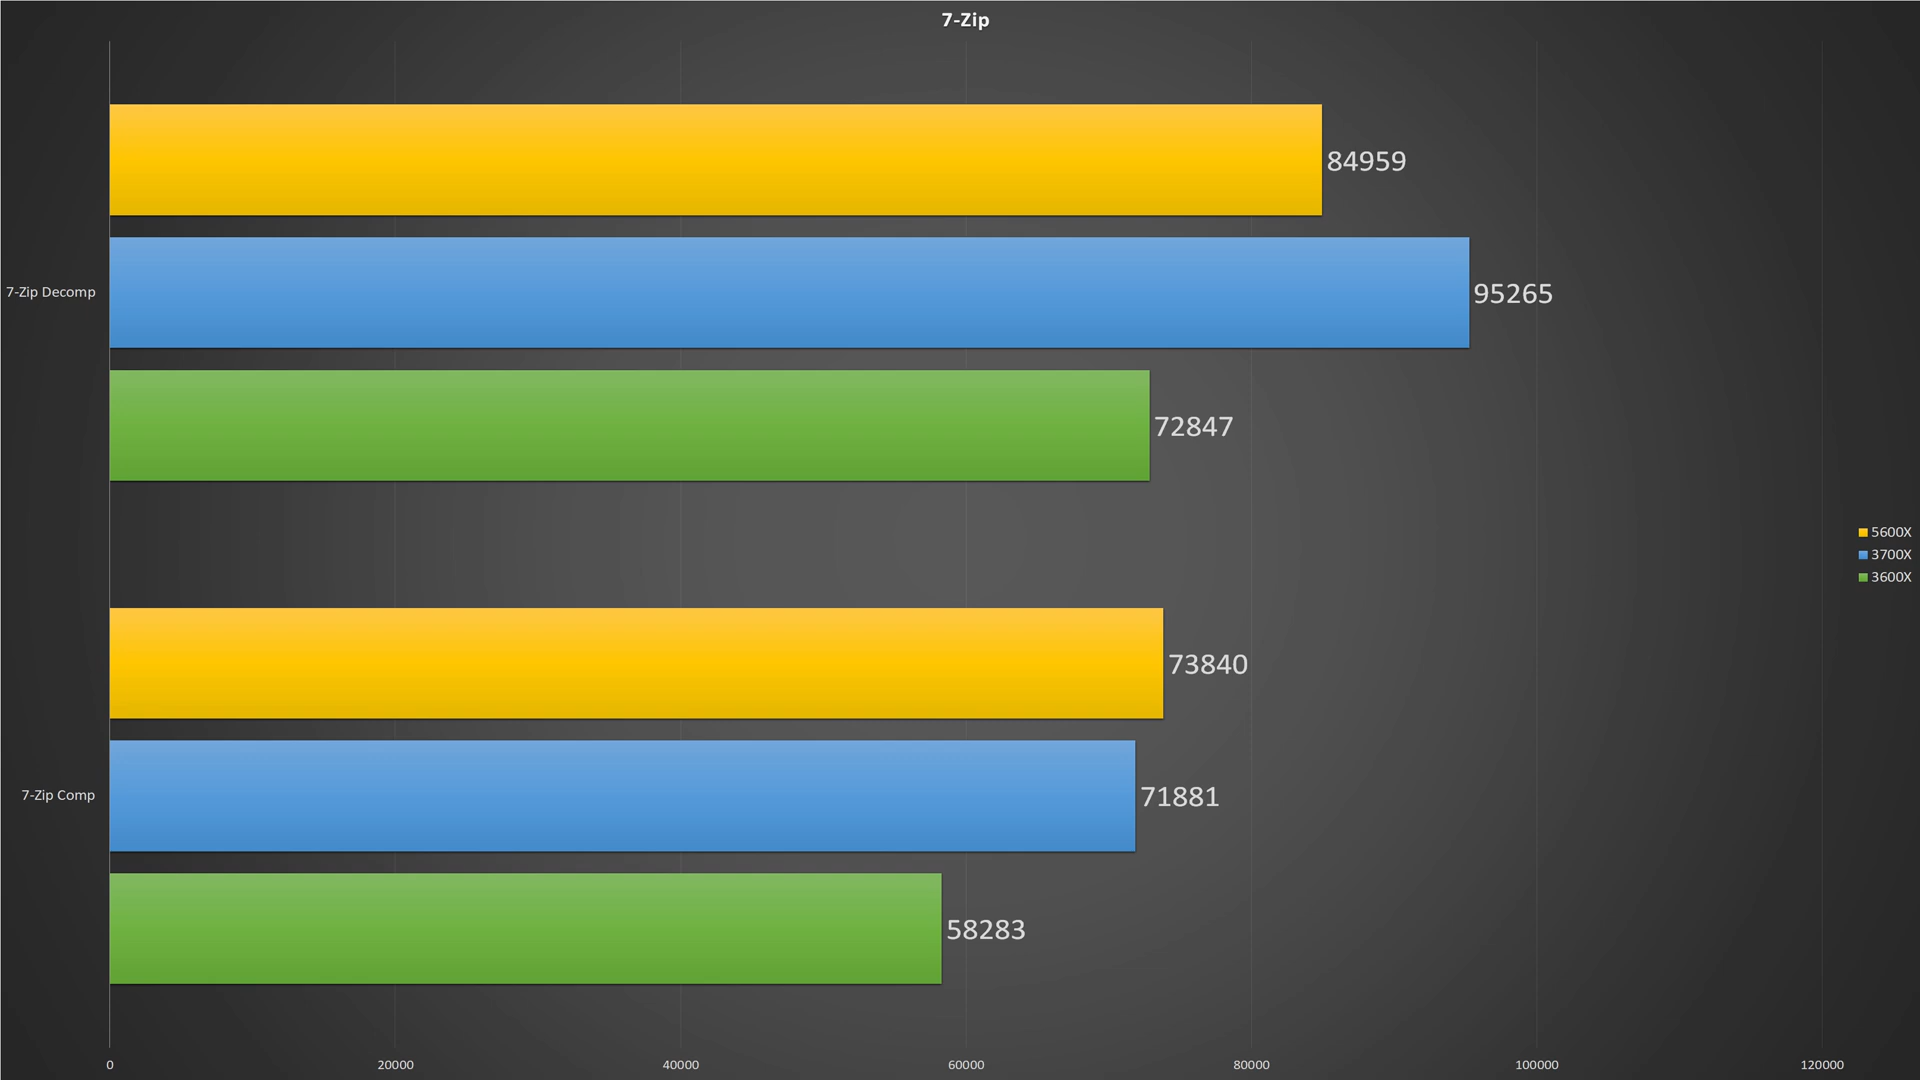 7-Zip
84959
7-Zip Decomp
95265
72847
5600X
3700X
3600X
73840
7-Zip Comp
71881
58283
0 20000 40000 60000 80000 100000 120000